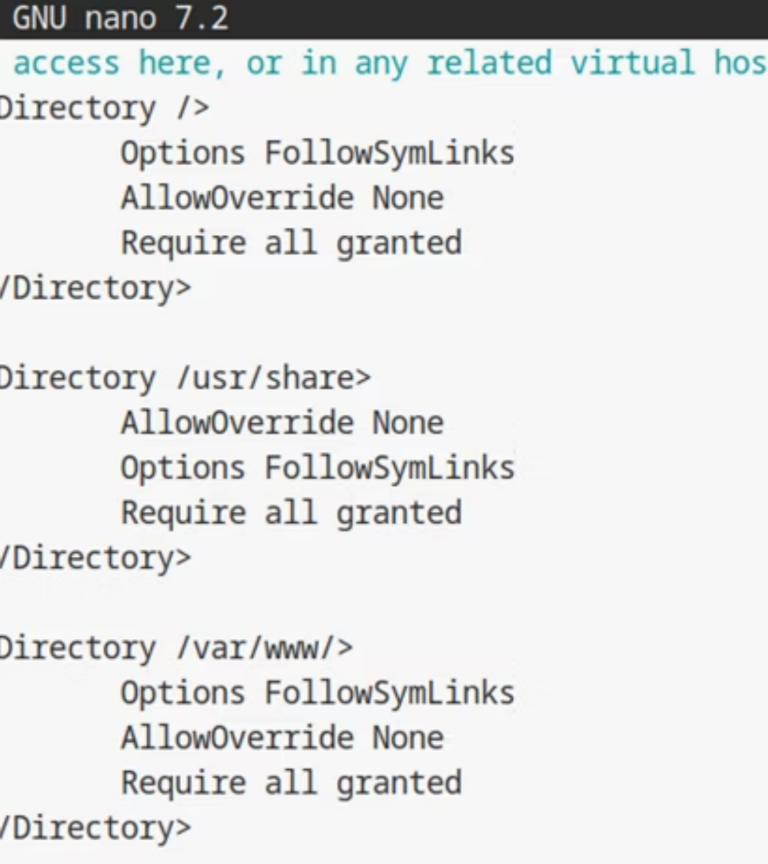 GNU nano 7.2
access here, or in any related virtual hos
Directory />
Options FollowSymLinks
AllowOverride None
Require all granted
/Directory>
Directory /usr/share>
AllowOverride None
Options FollowSymLinks
Require all granted
/Directory>
Directory /var/www/>
Options FollowSymLinks
AllowOverride None
Require all granted
/Directory>